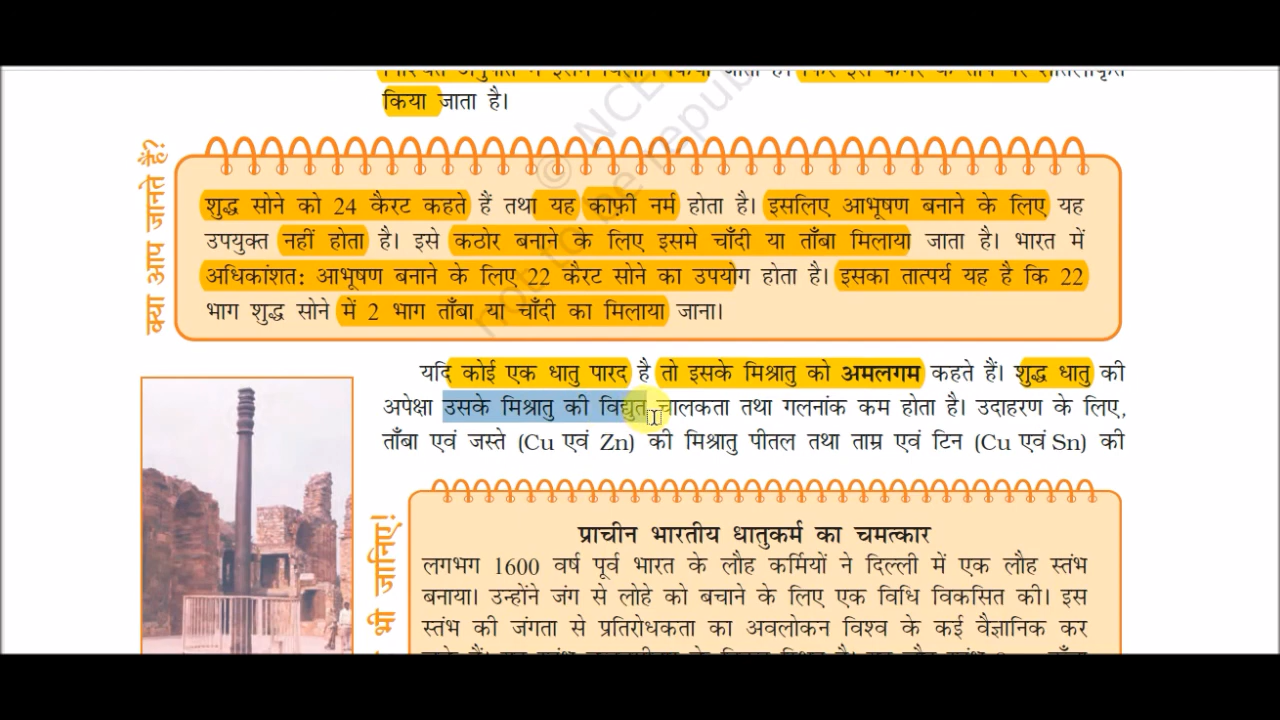 किया जाता है।
क्या आप जानते हैं?
शुद्ध सोने को 24 कैरट कहते हैं तथा यह काफ़ी नर्म होता है। इसलिए आभूषण बनाने के लिए यह
उपयुक्त नहीं होता है। इसे कठोर बनाने के लिए इसमे चाँदी या ताँबा मिलाया जाता है। भारत में
अधिकांशतः आभूषण बनाने के लिए 22 कैरट सोने का उपयोग होता है। इसका तात्पर्य यह है कि 22
भाग शुद्ध सोने में 2 भाग ताँबा या चाँदी का मिलाया जाना।
यदि कोई एक धातु पारद है तो इसके मिश्रातु को अमलगम कहते हैं। शुद्ध धातु की
अपेक्षा उसके मिश्रातु की विद्युत चालकता तथा गलनांक कम होता है। उदाहरण के लिए,
ताँबा एवं जस्ते (Cu एवं Zn) की मिश्रातु पीतल तथा ताम्र एवं टिन (Cu एवं Sn) की
भी जानिए!
प्राचीन भारतीय धातुकर्म का चमत्कार
लगभग 1600 वर्ष पूर्व भारत के लौह कर्मियों ने दिल्ली में एक लौह स्तंभ
बनाया। उन्होंने जंग से लोहे को बचाने के लिए एक विधि विकसित की। इस
स्तंभ की जंगता से प्रतिरोधकता का अवलोकन विश्व के कई वैज्ञानिक कर